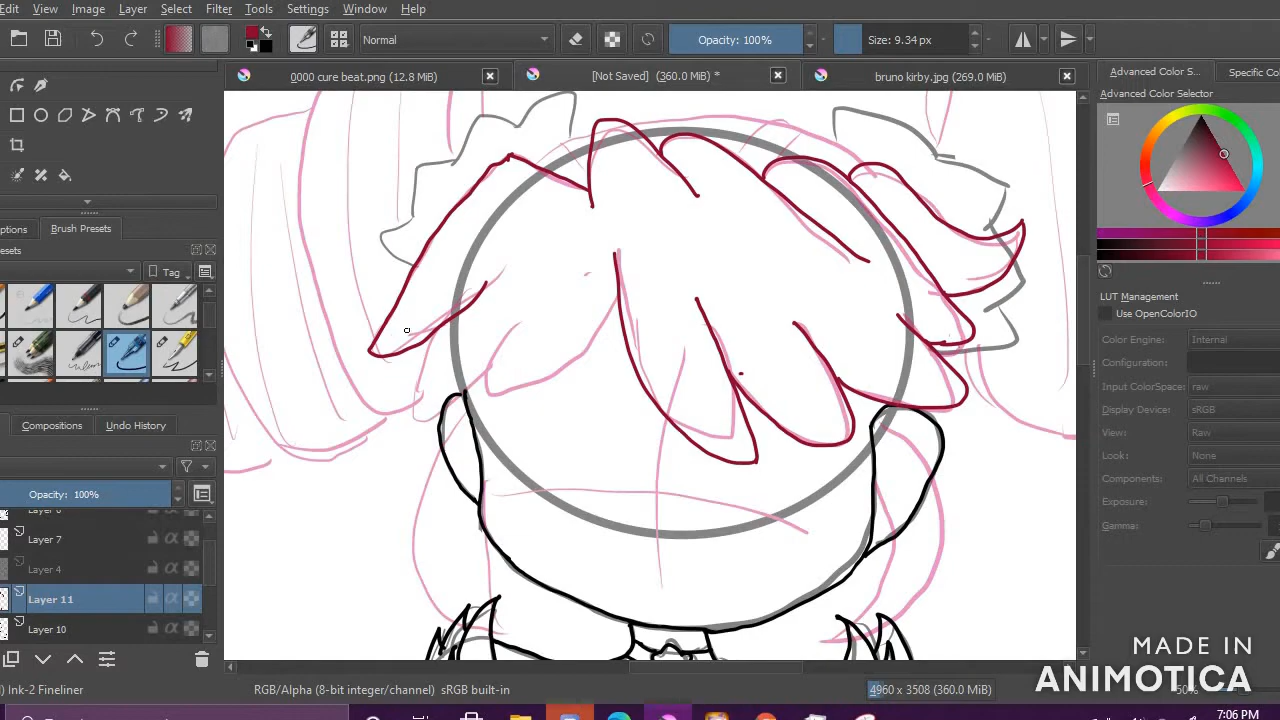 Edit View Image Layer Select Filter Tools Settings Window Help
Normal Opacity: 100% Size: 9.34 px
0000 cure beat.png (12.8 MiB) [Not Saved] (360.0 MiB) * bruno kirby.jpg (269.0 MiB)
Advanced Color S... Specific Co
Advanced Color Selector
ptions Brush Presets
esets
Tag
LUT Management
Use OpenColorIO
Color Engine: Internal
Configuration:
Input ColorSpace: raw
Display Device: sRGB
View: Raw
Look: None
Components: All Channels
Exposure:
Gamma:
Compositions Undo History
Opacity: 100%
Layer 7
Layer 4
Layer 11
Layer 10
) Ink-2 Fineliner RGB/Alpha (8-bit integer/channel) sRGB built-in 4960 x 3508 (360.0 MiB) 50%
MADE IN
ANIMOTICA
7:06 PM